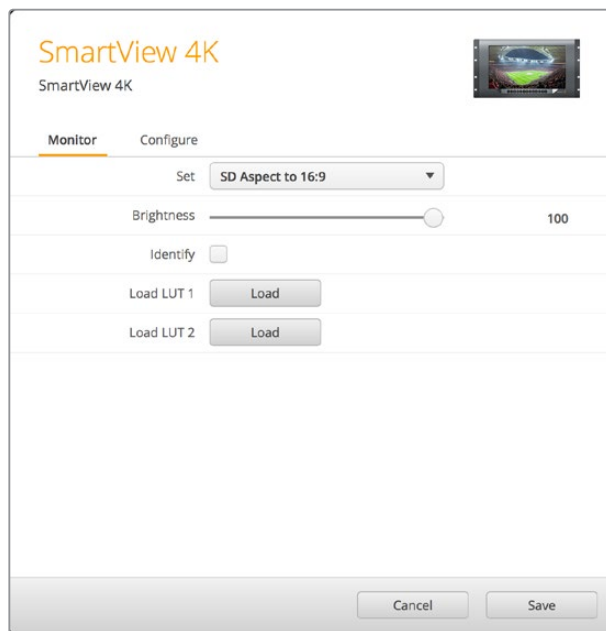 SmartView 4K
SmartView 4K
Monitor Configure
Set SD Aspect to 16:9
Brightness 100
Identify
Load LUT 1 Load
Load LUT 2 Load
Cancel Save